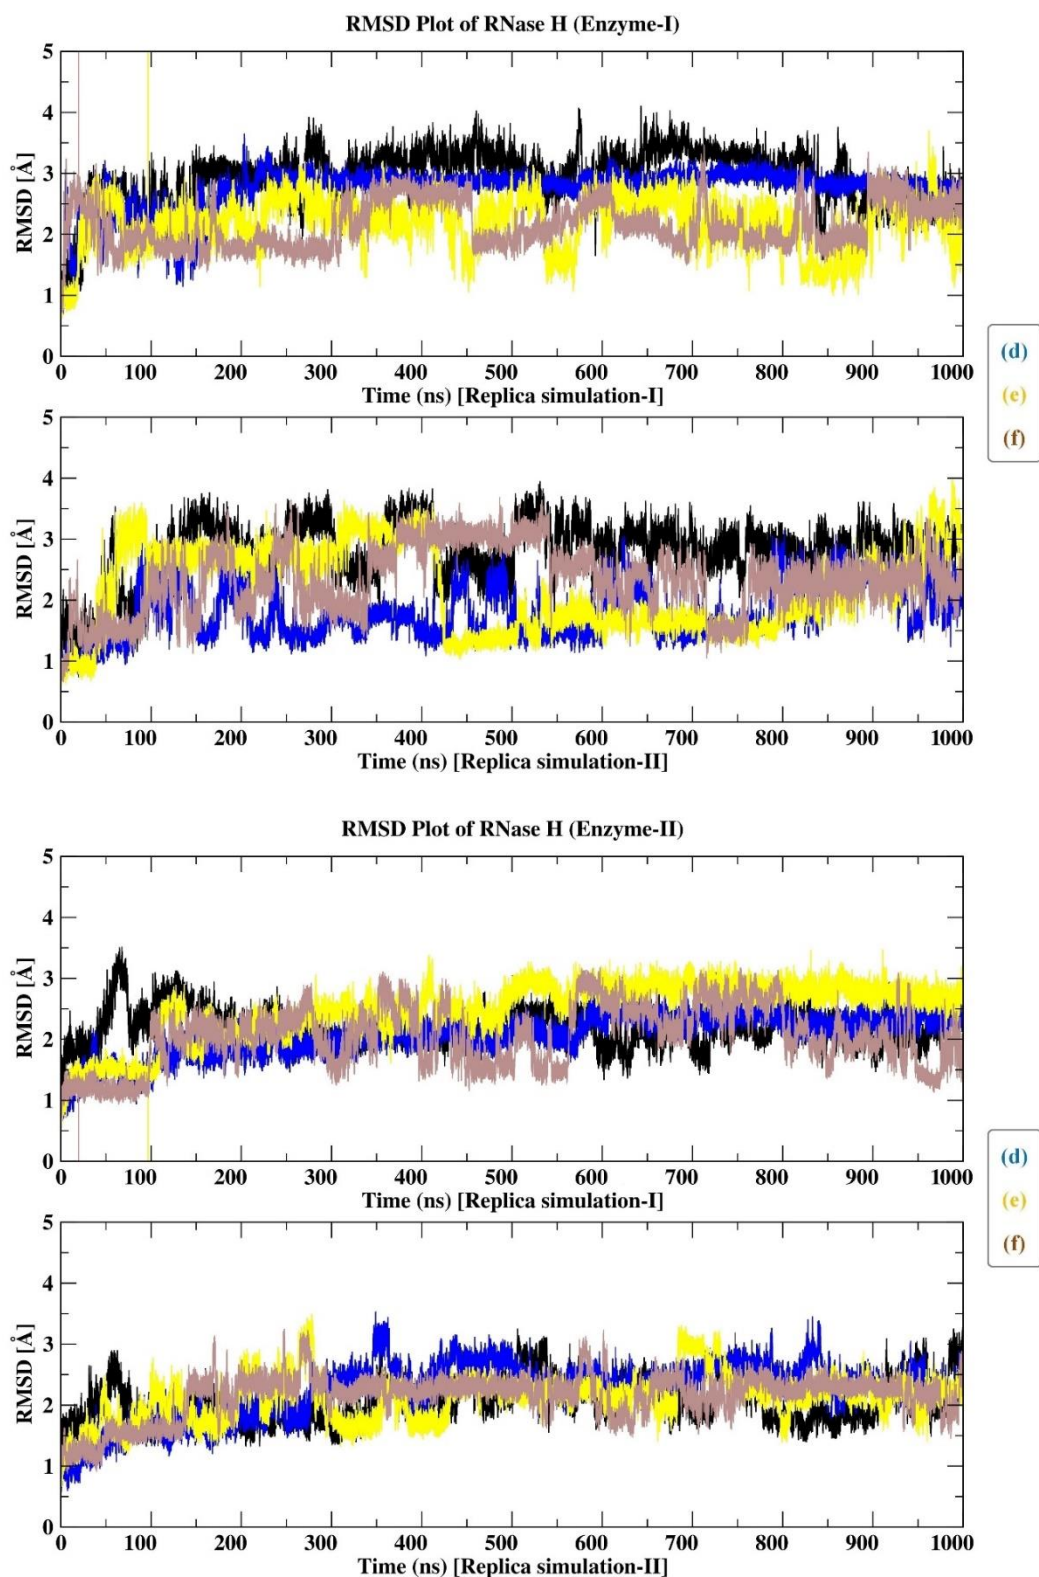 RMSD Plot of RNase H (Enzyme-I)
5
4
3
2
1
0
RMSD [Å]
0 100 200 300 400 500 600 700 800 900 1000
Time (ns) [Replica simulation-I]
(d)
(e)
(f)
5
4
3
2
1
0
RMSD [Å]
0 100 200 300 400 500 600 700 800 900 1000
Time (ns) [Replica simulation-II]
RMSD Plot of RNase H (Enzyme-II)
5
4
3
2
1
0
RMSD [Å]
0 100 200 300 400 500 600 700 800 900 1000
Time (ns) [Replica simulation-I]
(d)
(e)
(f)
5
4
3
2
1
0
RMSD [Å]
0 100 200 300 400 500 600 700 800 900 1000
Time (ns) [Replica simulation-II]